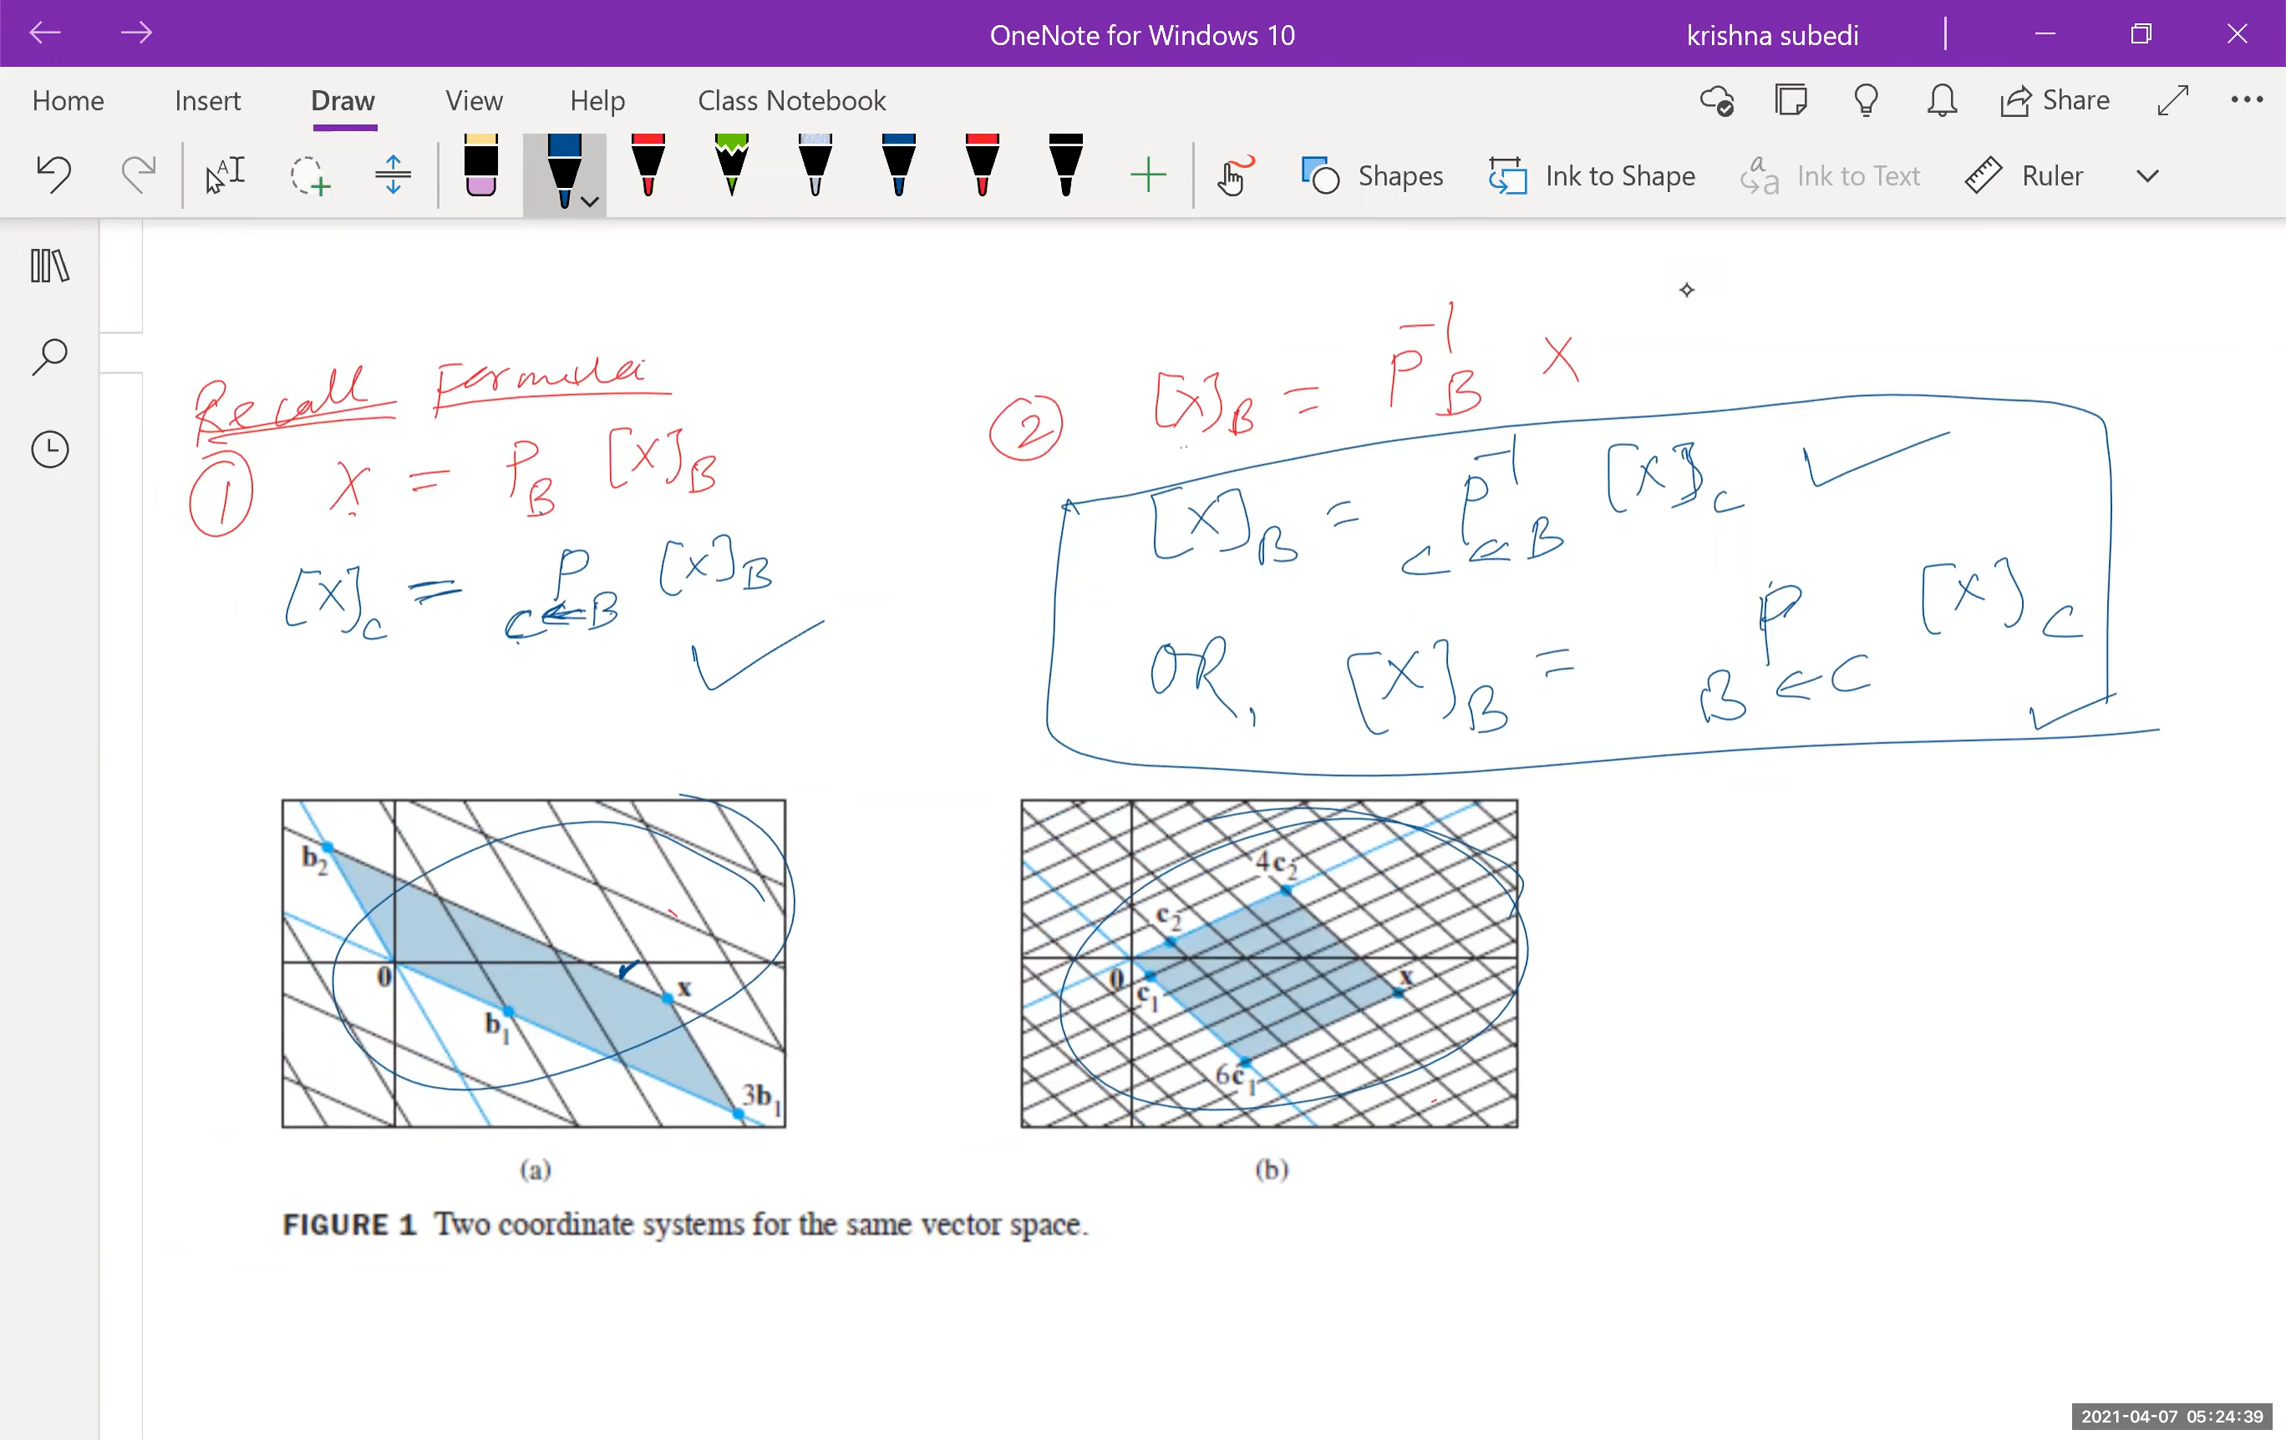 OneNote for Windows 10
krishna subedi
Home Insert Draw View Help Class Notebook
Share
Shapes Ink to Shape Ink to Text Ruler
Recall Formula
① X = P_B [X]_B
[X]_C = P_{C←B} [X]_B
② [X]_B = P_B^{-1} X
[X]_B = P^{-1}_{C←B} [X]_C
OR, [X]_B = P_{B←C} [X]_C
b₂
0
b₁
x
3b₁
(a)
4c₂
c₂
0
c₁
x
6c₁
(b)
FIGURE 1 Two coordinate systems for the same vector space.
2021-04-07 05:24:39